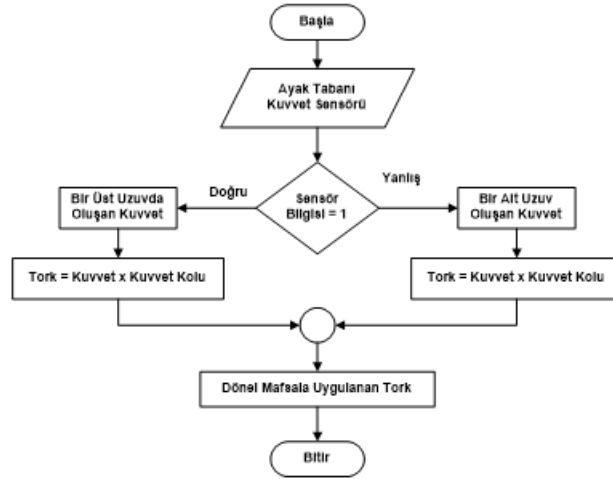 Başla
Ayak Tabanı
Kuvvet Sensörü
Doğru
Yanlış
Sensör
Bilgisi = 1
Bir Üst Uzuvda
Oluşan Kuvvet
Bir Alt Uzuv
Oluşan Kuvvet
Tork = Kuvvet x Kuvvet Kolu
Tork = Kuvvet x Kuvvet Kolu
Dönel Mafsala Uygulanan Tork
Bitir